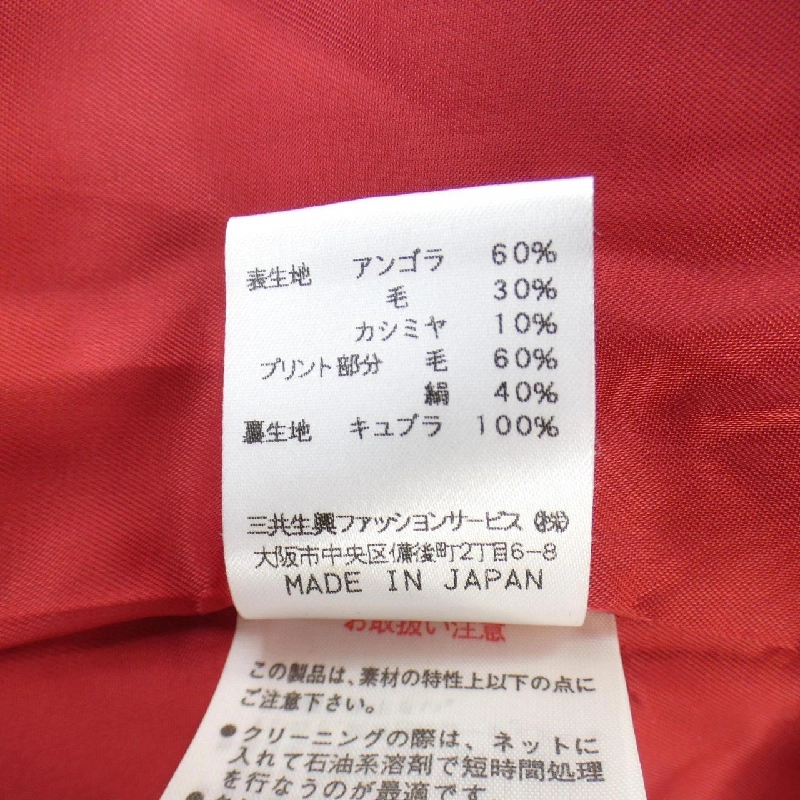 表生地 アンゴラ 60%
毛 30%
カシミヤ 10%
プリント部分 毛 60%
絹 40%
裏生地 キュプラ 100%
三共生興ファッションサービス ㈱
大阪市中央区備後町2丁目6-8
MADE IN JAPAN
お取扱い注意
この製品は、素材の特性上以下の点に
ご注意下さい。
●クリーニングの際は、ネットに
入れて石油系溶剤で短時間処理
を行なうのが最適です。